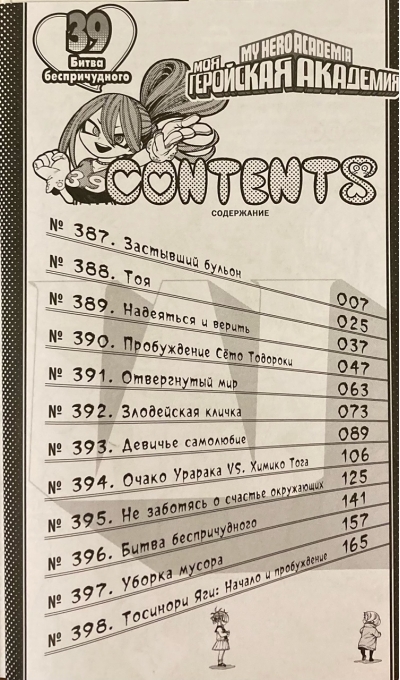 39
Битва
беспричудного
MY HERO ACADEMIA
МОЯ
ГЕРОЙСКАЯ АКАДЕМИЯ
CONTENTS
СОДЕРЖАНИЕ
№ 387. Застывший бульон 007
№ 388. Тоя 025
№ 389. Надеяться и верить 037
№ 390. Пробуждение Сёто Тодороки 047
№ 391. Отвергнутый мир 063
№ 392. Злодейская кличка 073
№ 393. Девичье самолюбие 089
№ 394. Очако Урарака VS. Химико Тога 106
№ 395. Не заботясь о счастье окружающих 125
№ 396. Битва беспричудного 141
№ 397. Уборка мусора 157
№ 398. Тосинори Яги: Начало и пробуждение 165